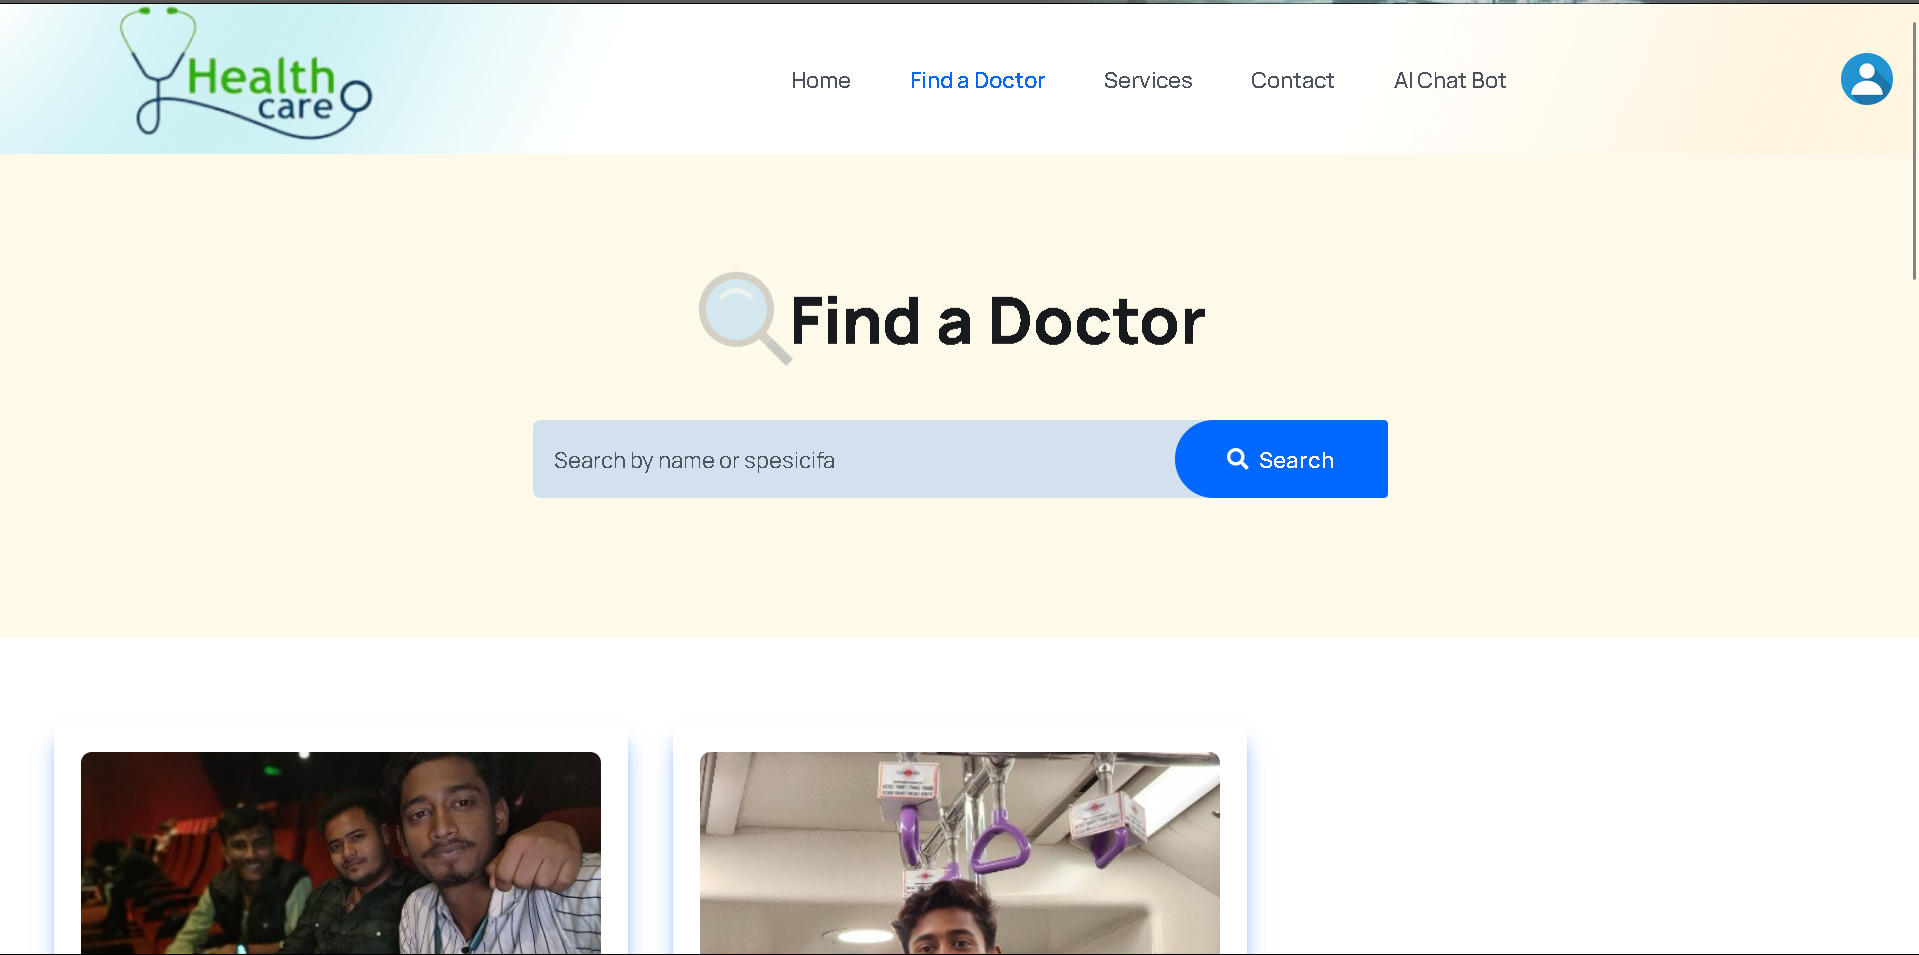 Health
care
Home
Find a Doctor
Services
Contact
AI Chat Bot
Find a Doctor
Search by name or spesicifa
Search